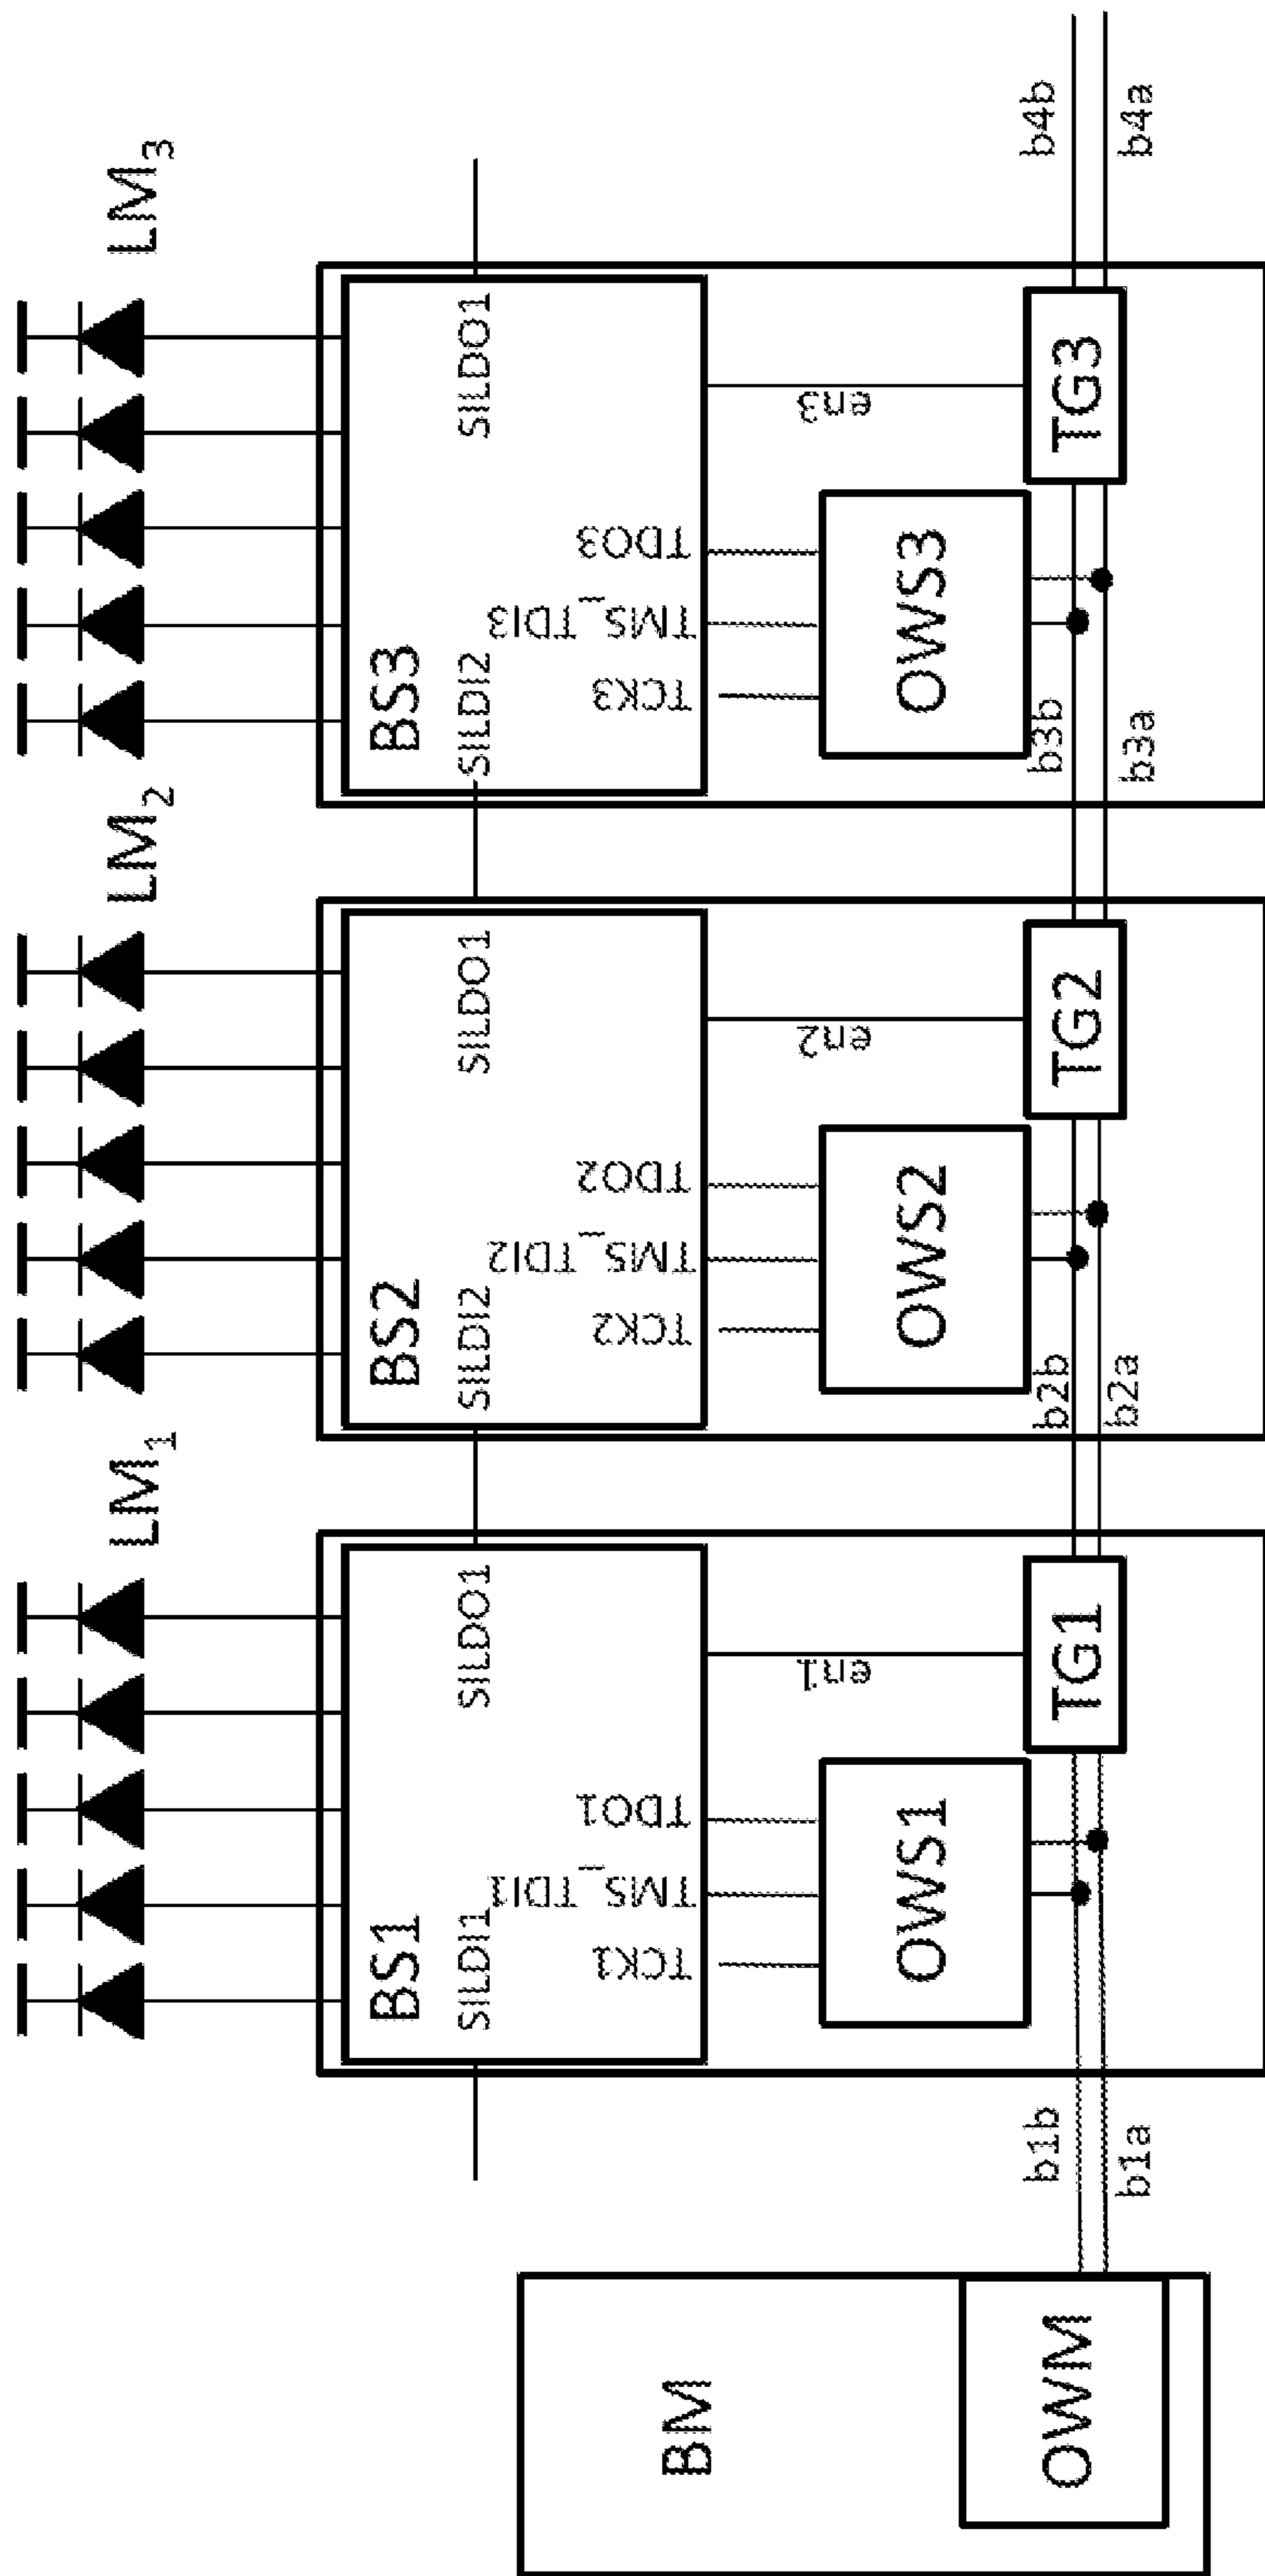 LM₁
LM₂
LM₃
BM
OWM
b1b
b1a
BS1
SILDI1
SILDO1
TCK1
TMS_TDI1
TDO1
en1
OWS1
TG1
b2b
b2a
BS2
SILDI2
SILDO1
TCK2
TMS_TDI2
TDO2
en2
OWS2
TG2
b3b
b3a
BS3
SILDI2
SILDO1
TCK3
TMS_TDI3
TDO3
en3
OWS3
TG3
b4b
b4a